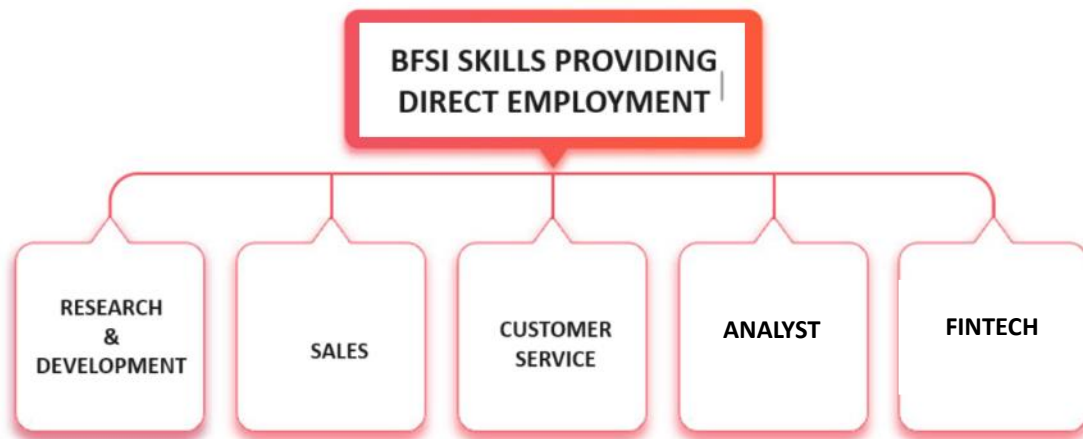 BFSI SKILLS PROVIDING
DIRECT EMPLOYMENT
RESEARCH
&
DEVELOPMENT
SALES
CUSTOMER
SERVICE
ANALYST
FINTECH